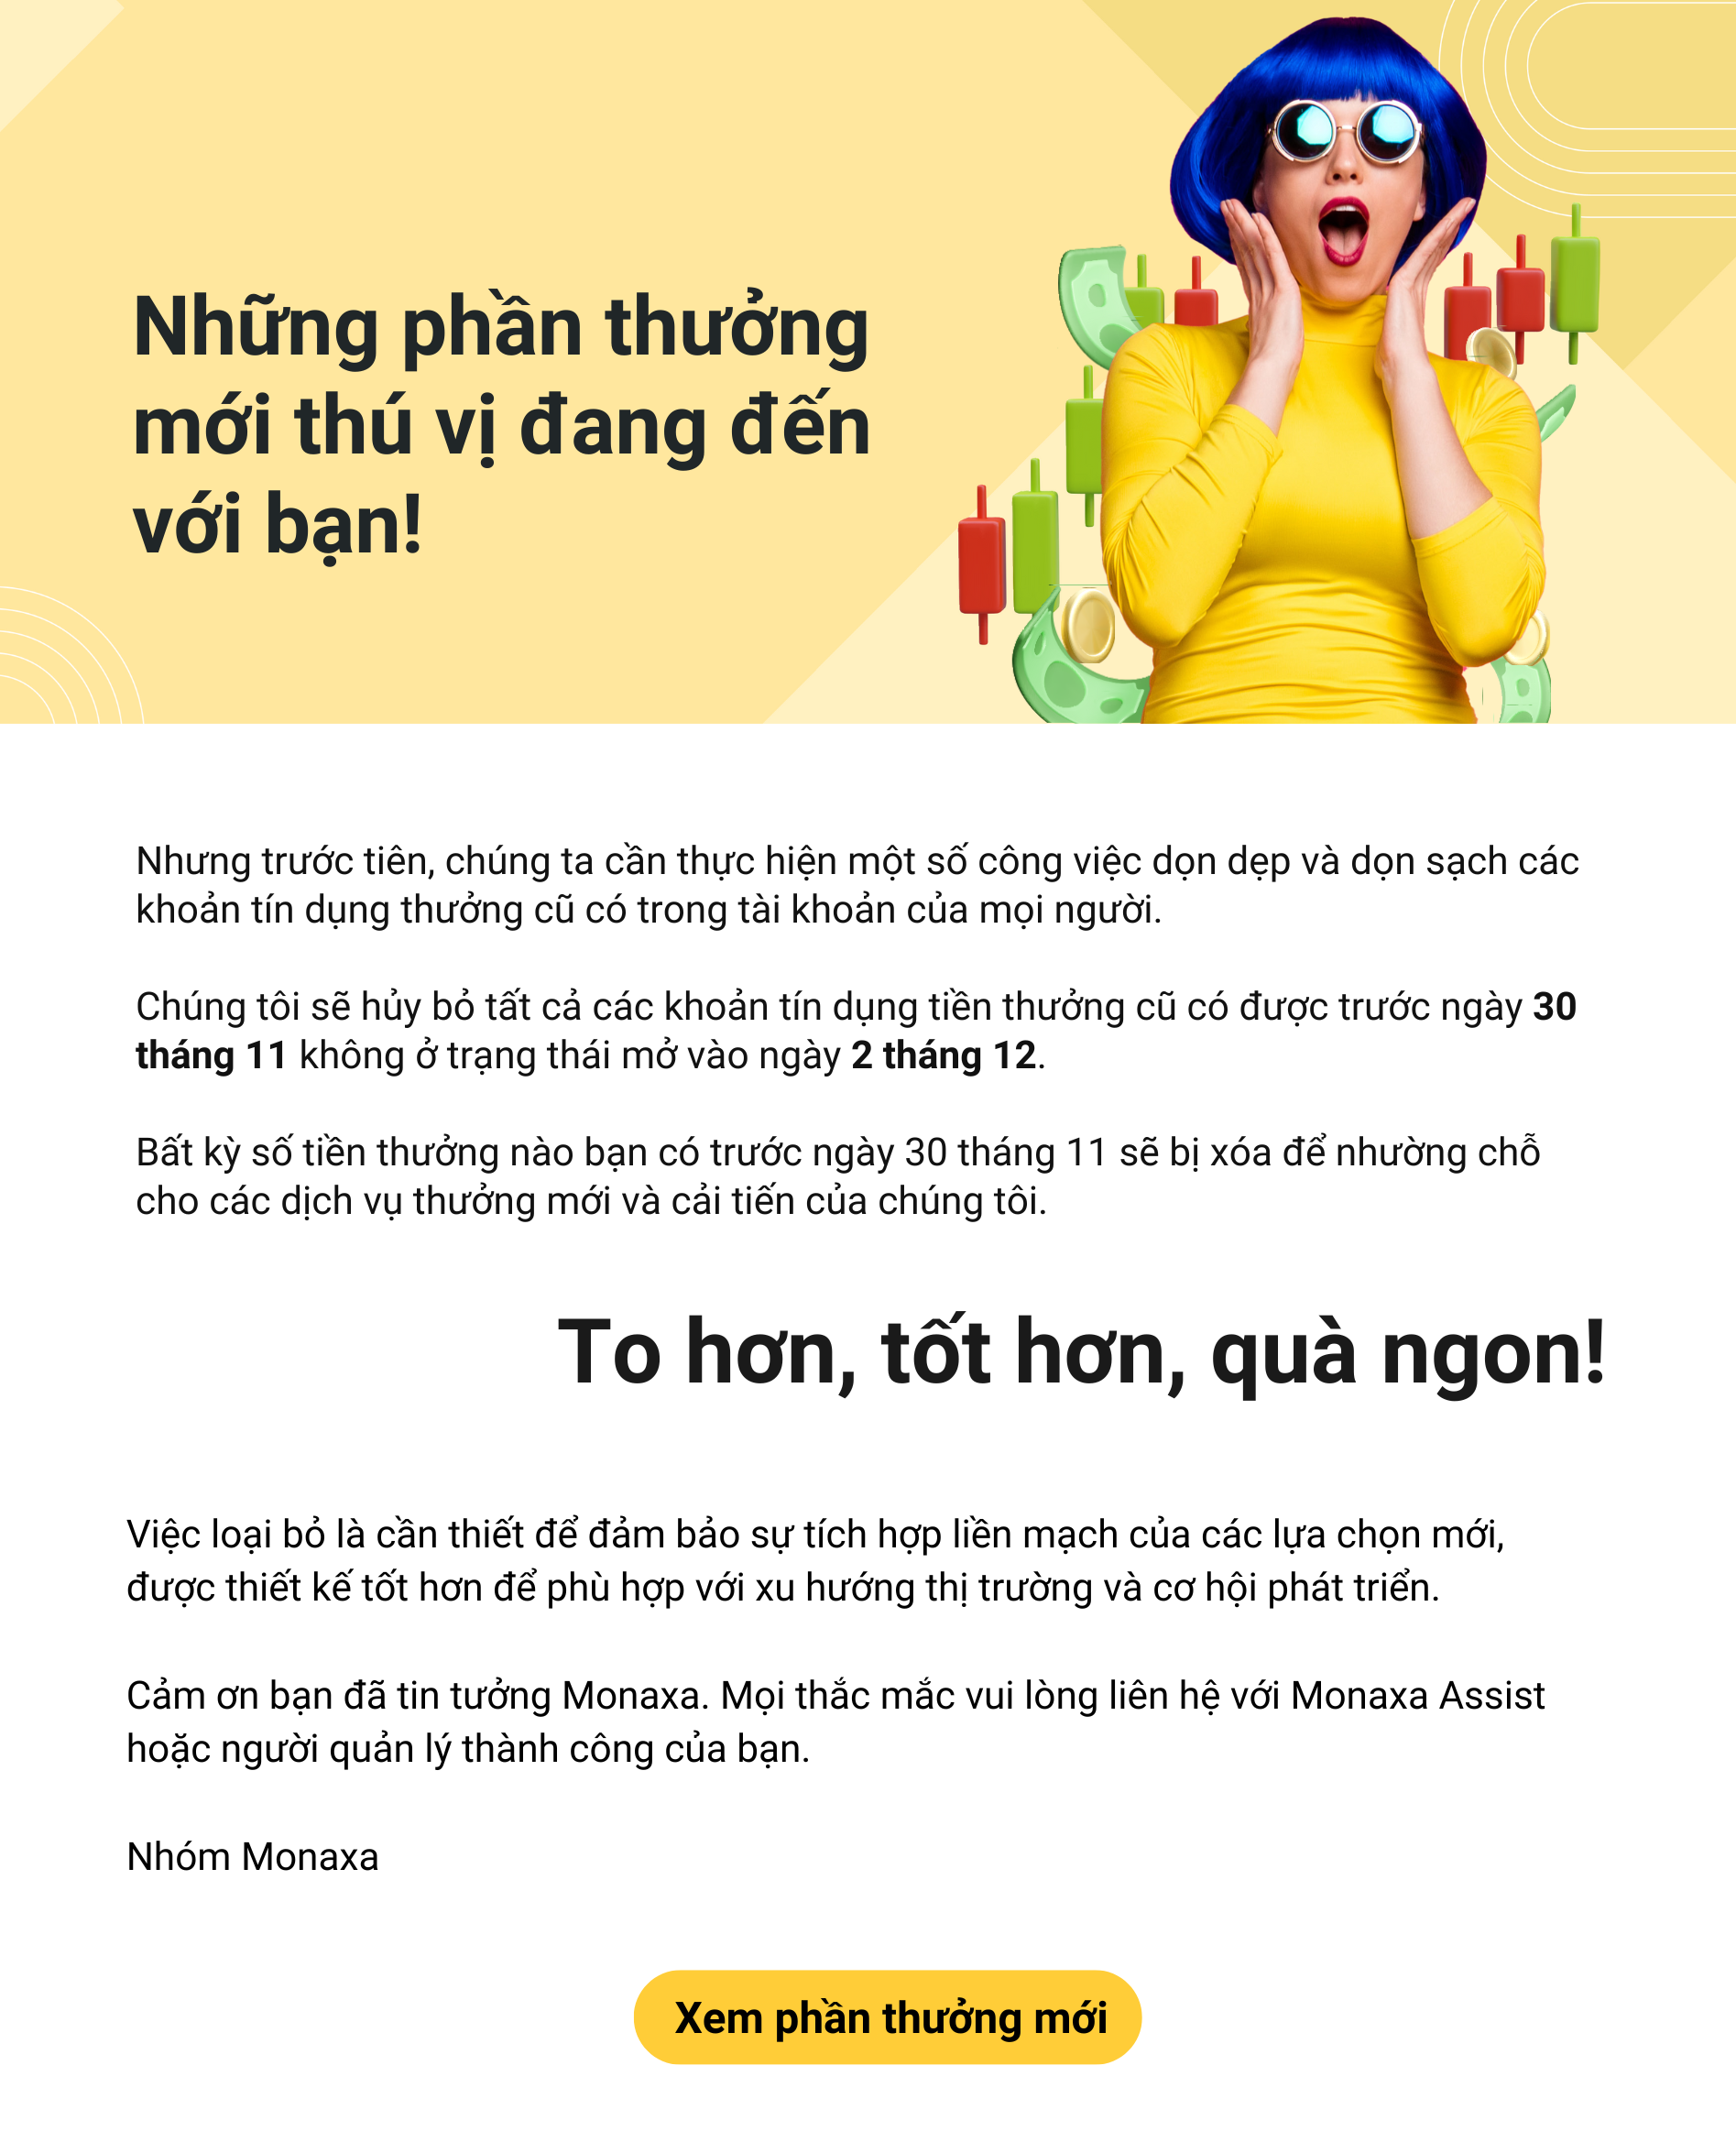 Những phần thưởng
mới thú vị đang đến
với bạn!
Nhưng trước tiên, chúng ta cần thực hiện một số công việc dọn dẹp và dọn sạch các
khoản tín dụng thưởng cũ có trong tài khoản của mọi người.
Chúng tôi sẽ hủy bỏ tất cả các khoản tín dụng tiền thưởng cũ có được trước ngày 30
tháng 11 không ở trạng thái mở vào ngày 2 tháng 12.
Bất kỳ số tiền thưởng nào bạn có trước ngày 30 tháng 11 sẽ bị xóa để nhường chỗ
cho các dịch vụ thưởng mới và cải tiến của chúng tôi.
To hơn, tốt hơn, quà ngon!
Việc loại bỏ là cần thiết để đảm bảo sự tích hợp liền mạch của các lựa chọn mới,
được thiết kế tốt hơn để phù hợp với xu hướng thị trường và cơ hội phát triển.
Cảm ơn bạn đã tin tưởng Monaxa. Mọi thắc mắc vui lòng liên hệ với Monaxa Assist
hoặc người quản lý thành công của bạn.
Nhóm Monaxa
Xem phần thưởng mới